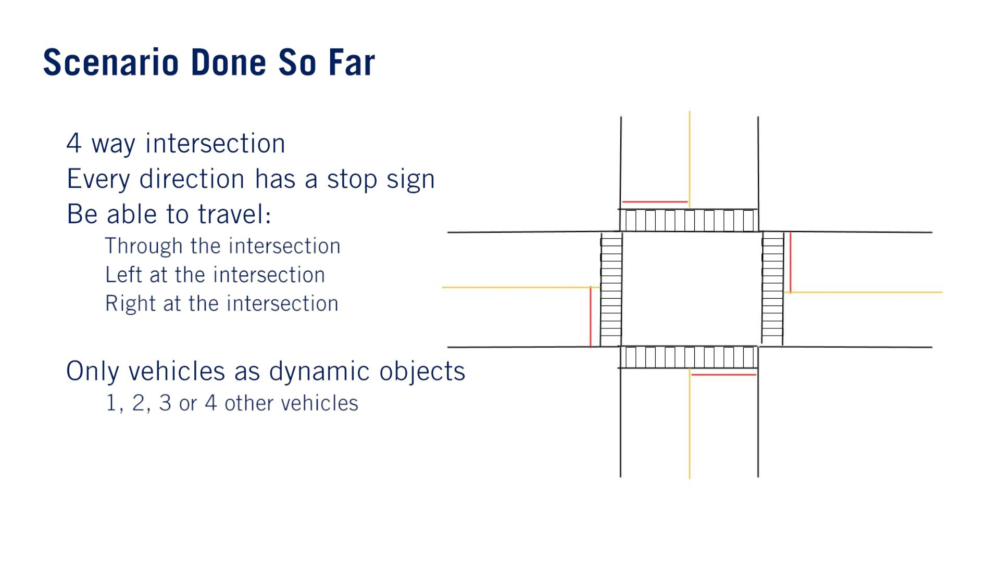 Scenario Done So Far
4 way intersection
Every direction has a stop sign
Be able to travel:
Through the intersection
Left at the intersection
Right at the intersection
Only vehicles as dynamic objects
1, 2, 3 or 4 other vehicles